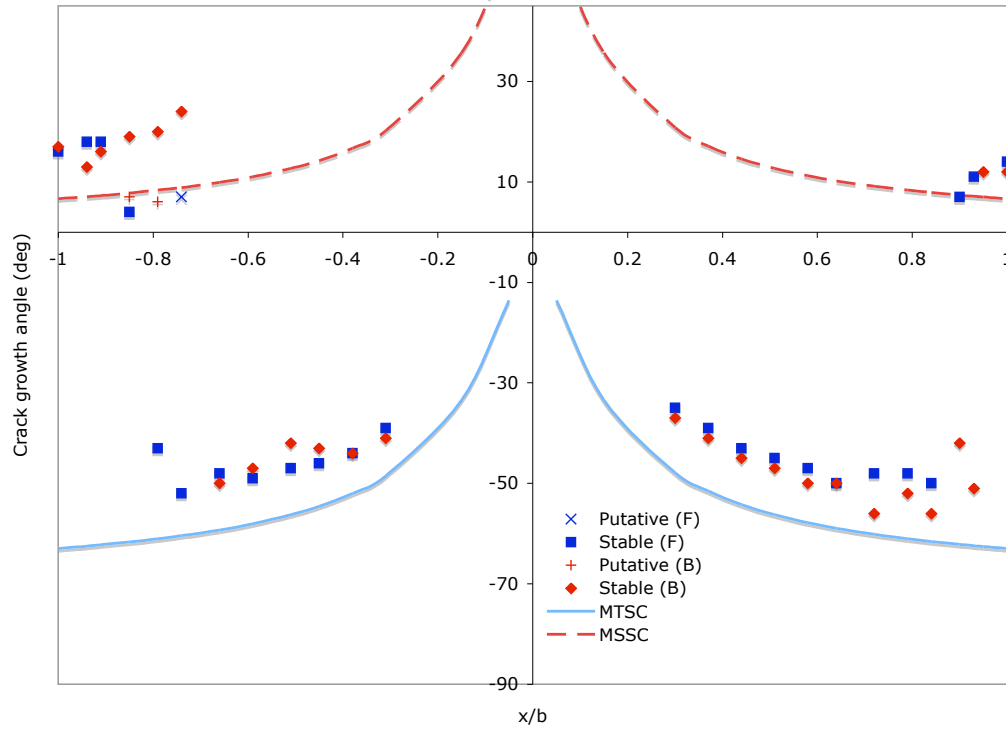 30
10
-1
-0.8
-0.6
-0.4
-0.2
0
0.2
0.4
0.6
0.8
1
-10
-30
-50
-70
-90
Crack growth angle (deg)
Putative (F)
Stable (F)
Putative (B)
Stable (B)
MTSC
MSSC
x/b